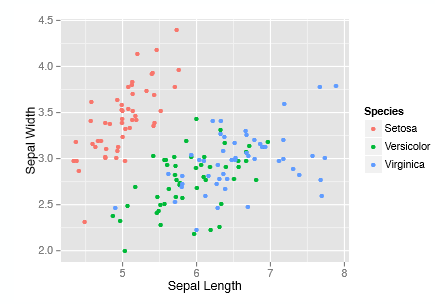 4.5
4.0
3.5
3.0
2.5
2.0
Sepal Width
5
6
7
8
Sepal Length
Species
Setosa
Versicolor
Virginica